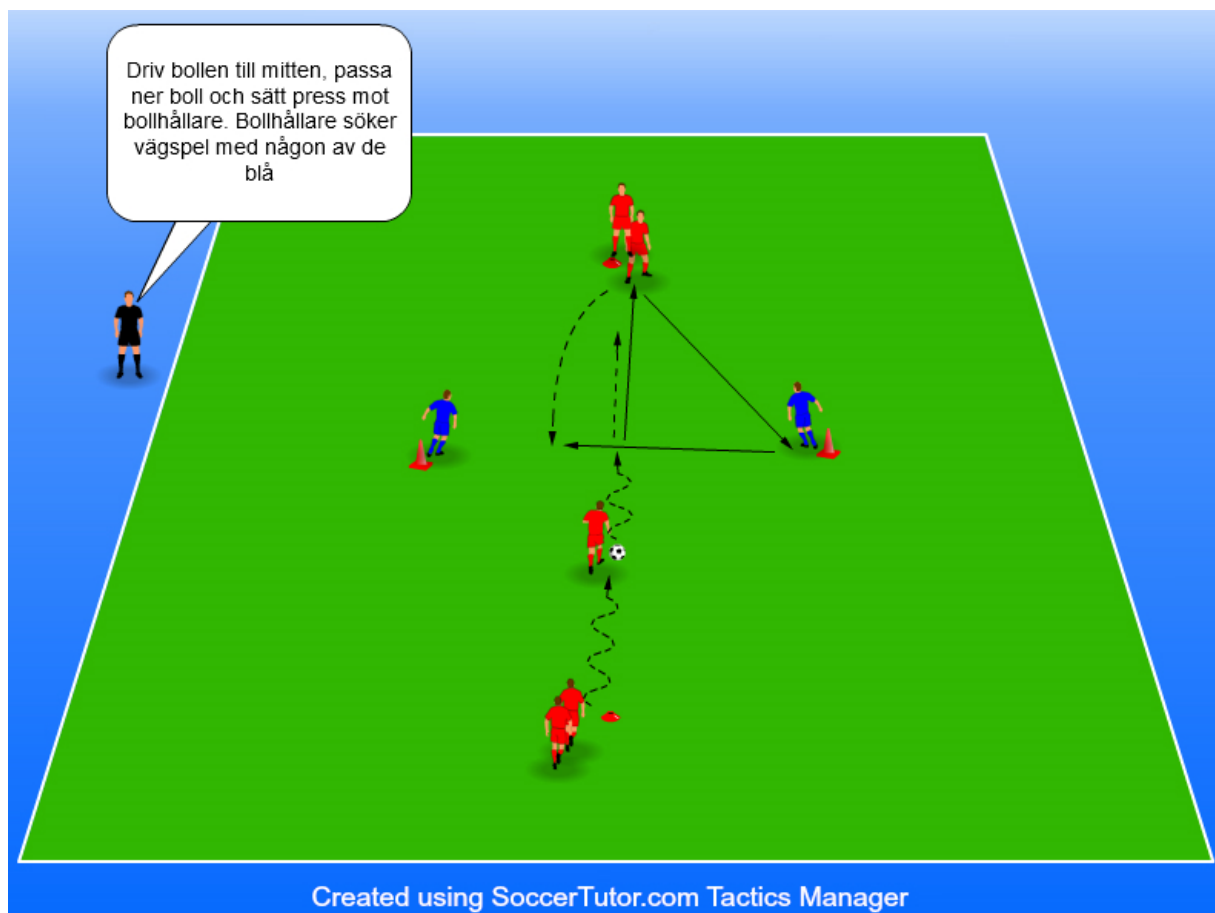 Driv bollen till mitten, passa
ner boll och sätt press mot
bollhållare. Bollhållare söker
vägspel med någon av de
blå
Created using SoccerTutor.com Tactics Manager